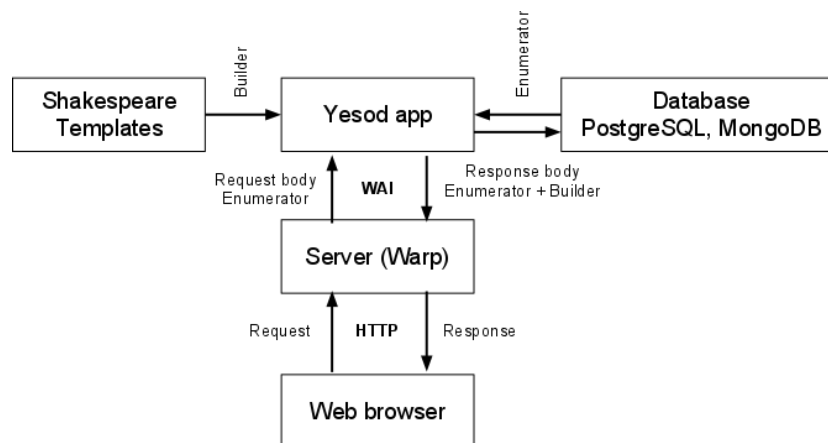 Builder
Enumerator
Shakespeare
Templates
Yesod app
Database
PostgreSQL, MongoDB
Request body
Enumerator
WAI
Response body
Enumerator + Builder
Server (Warp)
Request
HTTP
Response
Web browser